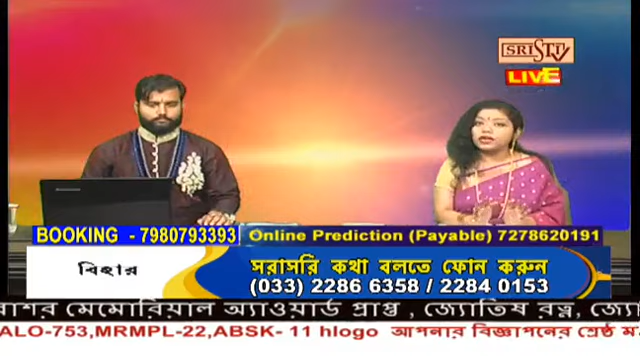 SRISTI TV
LIVE
BOOKING - 7980793393
Online Prediction (Payable) 7278620191
বিহার
সরাসরি কথা বলতে ফোন করুন
(033) 2286 6358 / 2284 0153
মেমোরিয়াল অ্যাওয়ার্ড প্রাপ্ত , জ্যোতিষ রত্ন,
ALO-753,MRMPL-22,ABSK- 11 hlogo আপনার বিজ্ঞাপনের শ্রেষ্ঠ